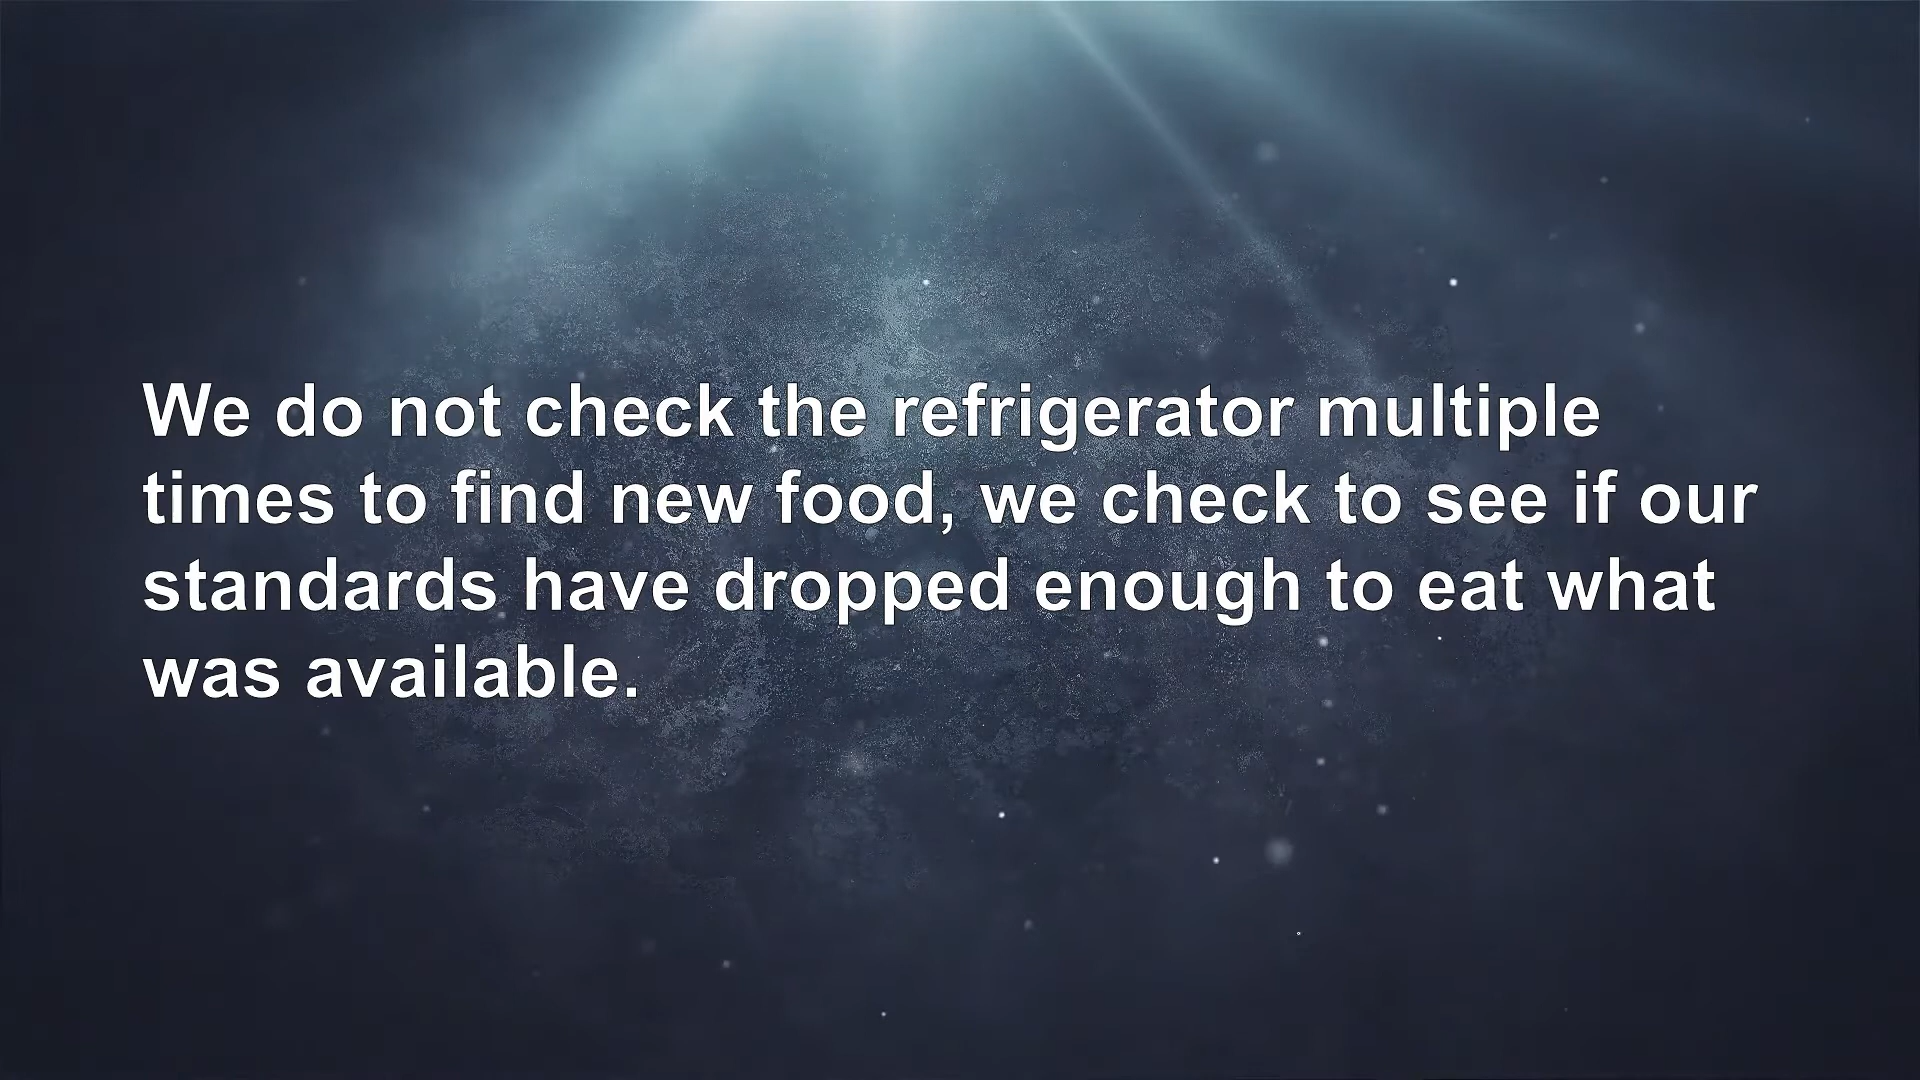 We do not check the refrigerator multiple
times to find new food, we check to see if our
standards have dropped enough to eat what
was available.